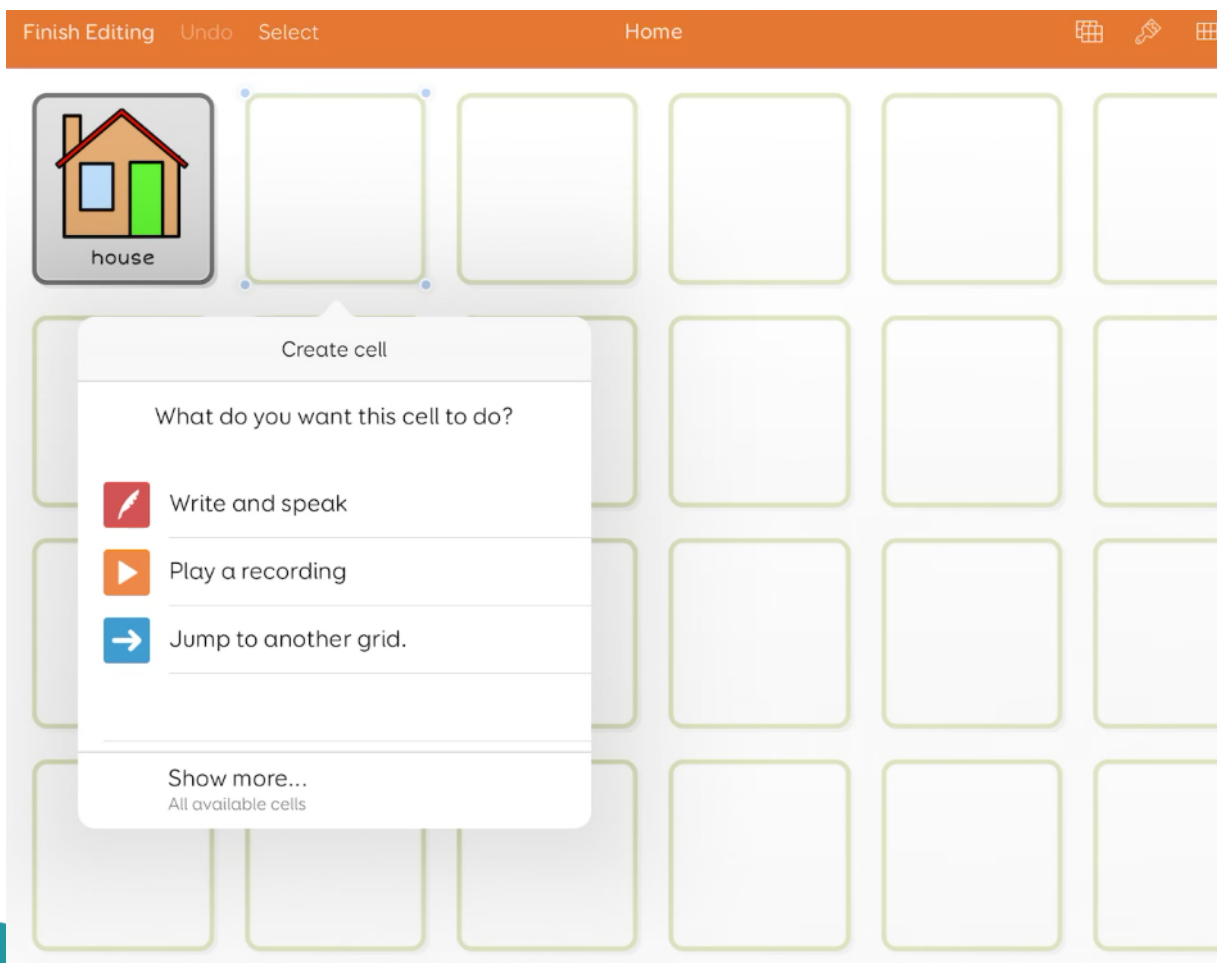 Finish Editing Undo Select Home
house
Create cell
What do you want this cell to do?
Write and speak
Play a recording
Jump to another grid.
Show more...
All available cells